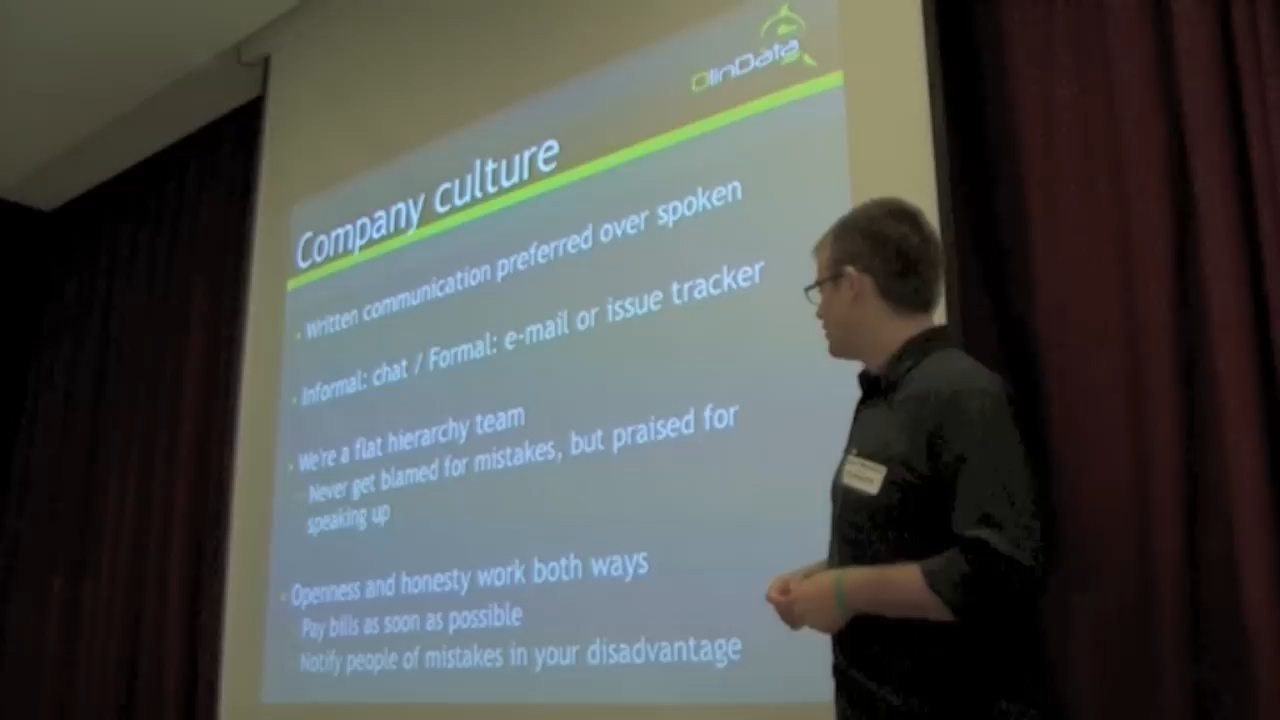 OlinData
Company culture
Written communication preferred over spoken
Informal: chat / Formal: e-mail or issue tracker
We're a flat hierarchy team
Never get blamed for mistakes, but praised for
speaking up
Openness and honesty work both ways
Pay bills as soon as possible
Notify people of mistakes in your disadvantage